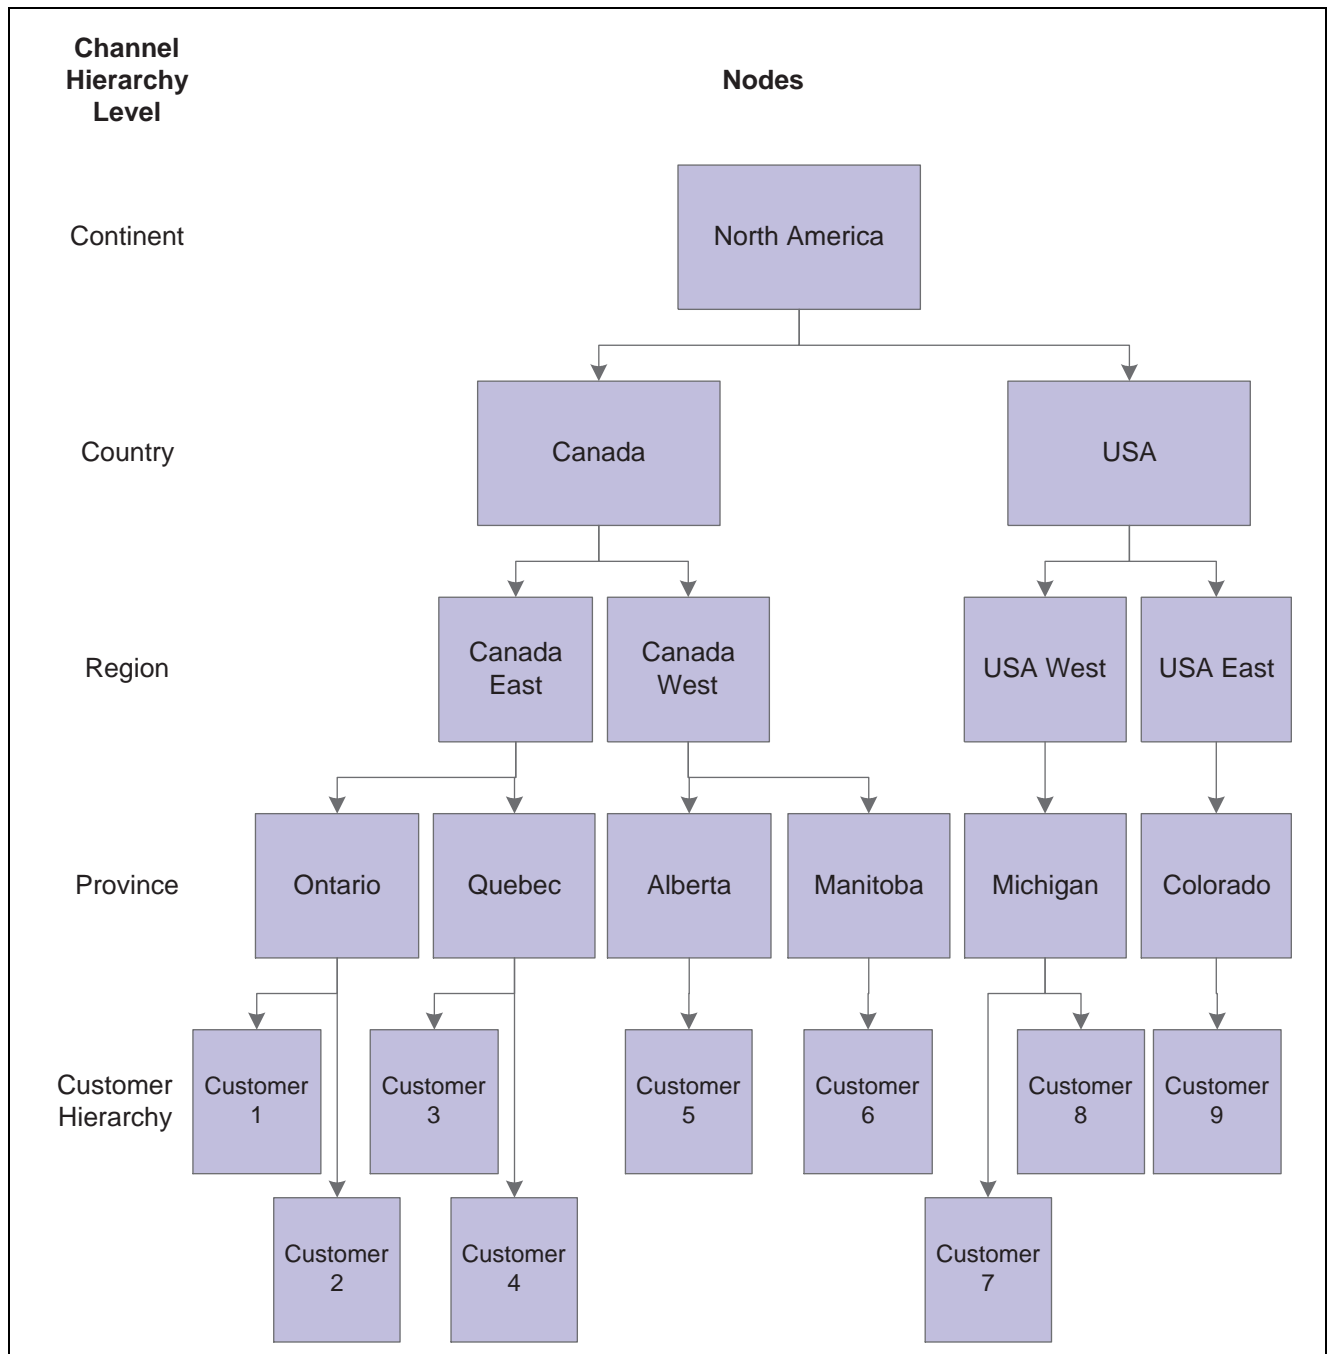 Channel
Hierarchy
Level
Nodes
Continent
North America
Country
Canada
USA
Region
Canada
East
Canada
West
USA West
USA East
Province
Ontario
Quebec
Alberta
Manitoba
Michigan
Colorado
Customer
Hierarchy
Customer
1
Customer
3
Customer
5
Customer
6
Customer
8
Customer
9
Customer
2
Customer
4
Customer
7